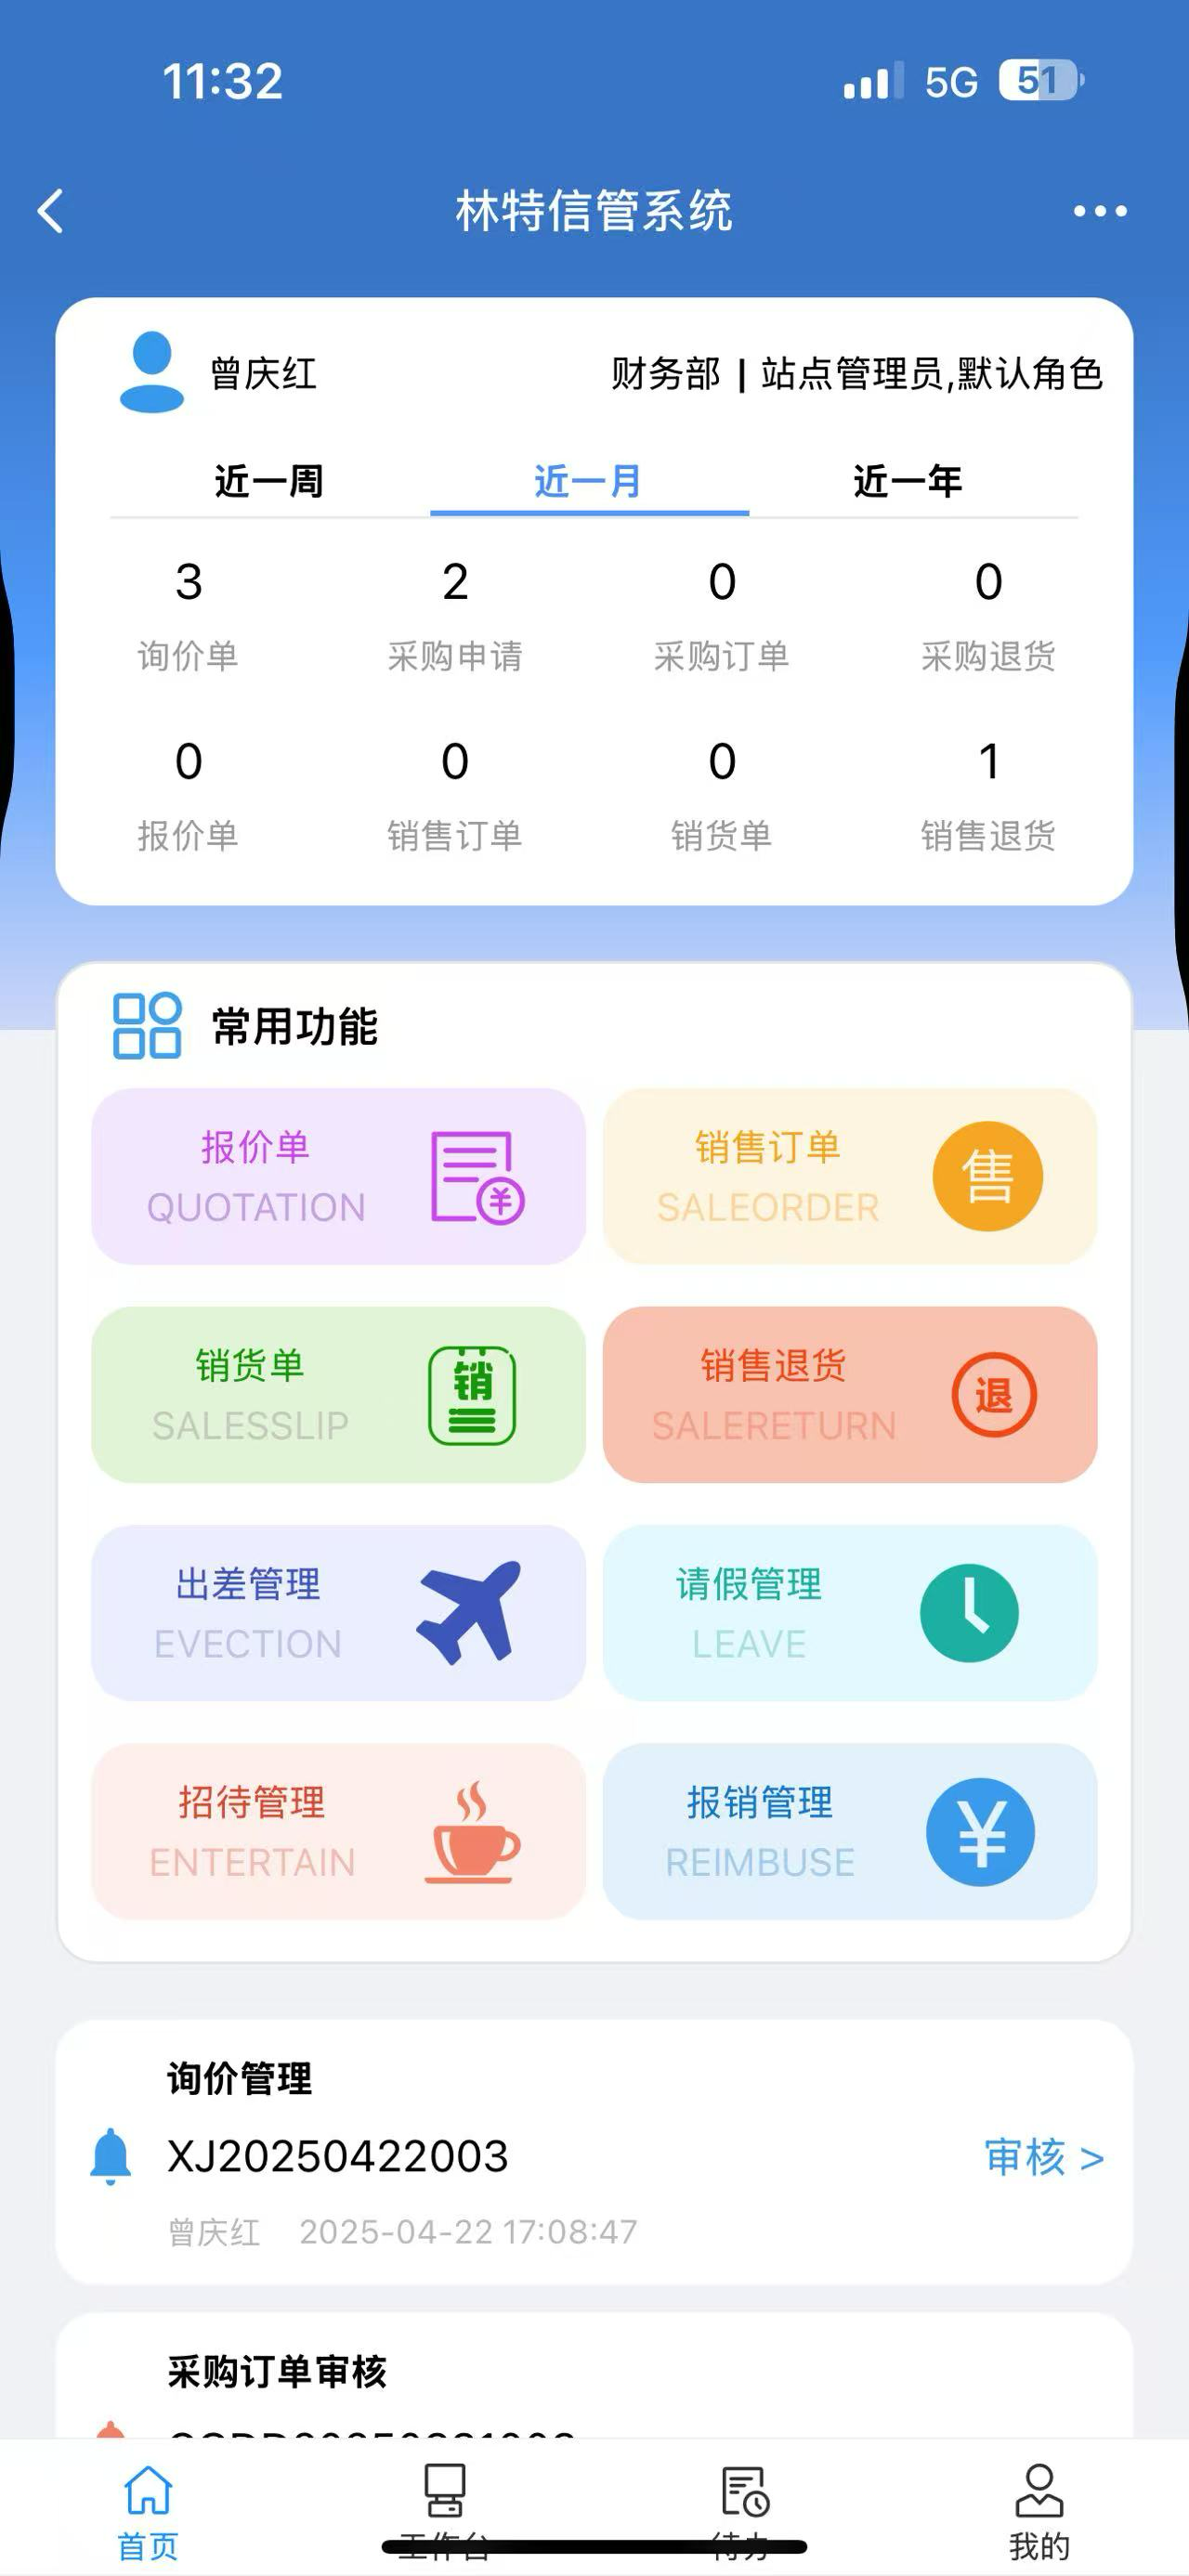 11:32 5G 51
林特信管系统
曾庆红 财务部 | 站点管理员,默认角色
近一周 近一月 近一年
3 2 0 0
询价单 采购申请 采购订单 采购退货
0 0 0 1
报价单 销售订单 销货单 销售退货
常用功能
报价单 销售订单
QUOTATION SALEORDER
¥ 售
销货单 销售退货
SALESSLIP SALERETURN
销 退
出差管理 请假管理
EVECTION LEAVE
招待管理 报销管理
ENTERTAIN REIMBUSE
¥
询价管理
XJ20250422003
审核 >
曾庆红 2025-04-22 17:08:47
采购订单审核
首页 工作台 待办 我的